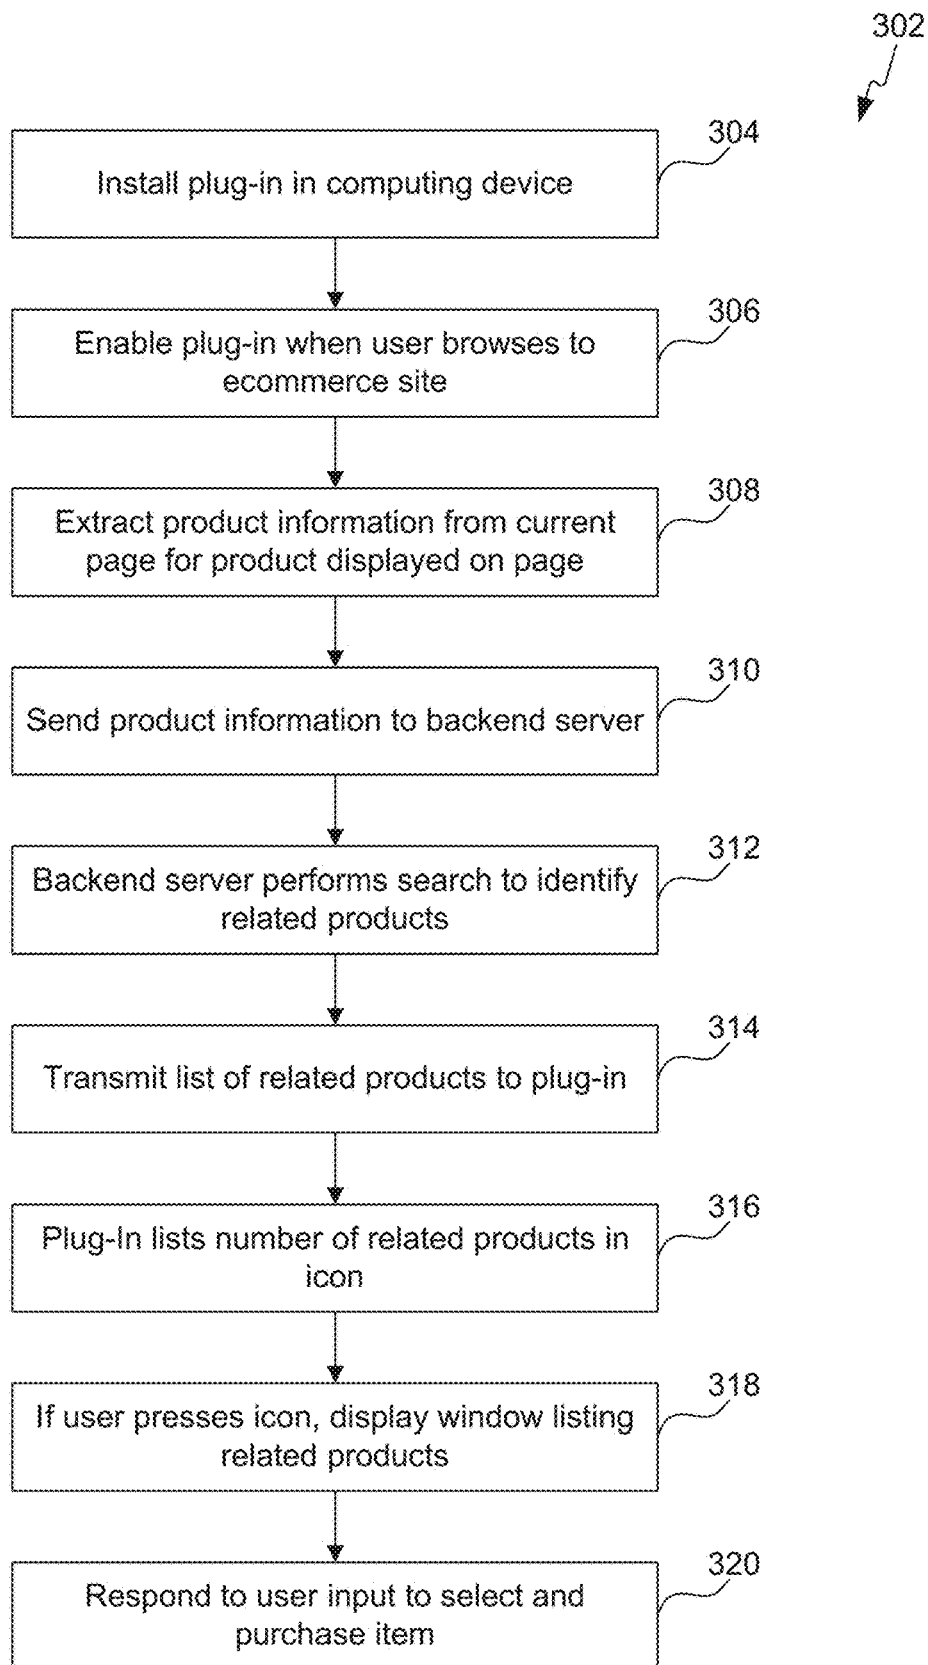 302
304
Install plug-in in computing device
306
Enable plug-in when user browses to
ecommerce site
308
Extract product information from current
page for product displayed on page
310
Send product information to backend server
312
Backend server performs search to identify
related products
314
Transmit list of related products to plug-in
316
Plug-In lists number of related products in
icon
318
If user presses icon, display window listing
related products
320
Respond to user input to select and
purchase item